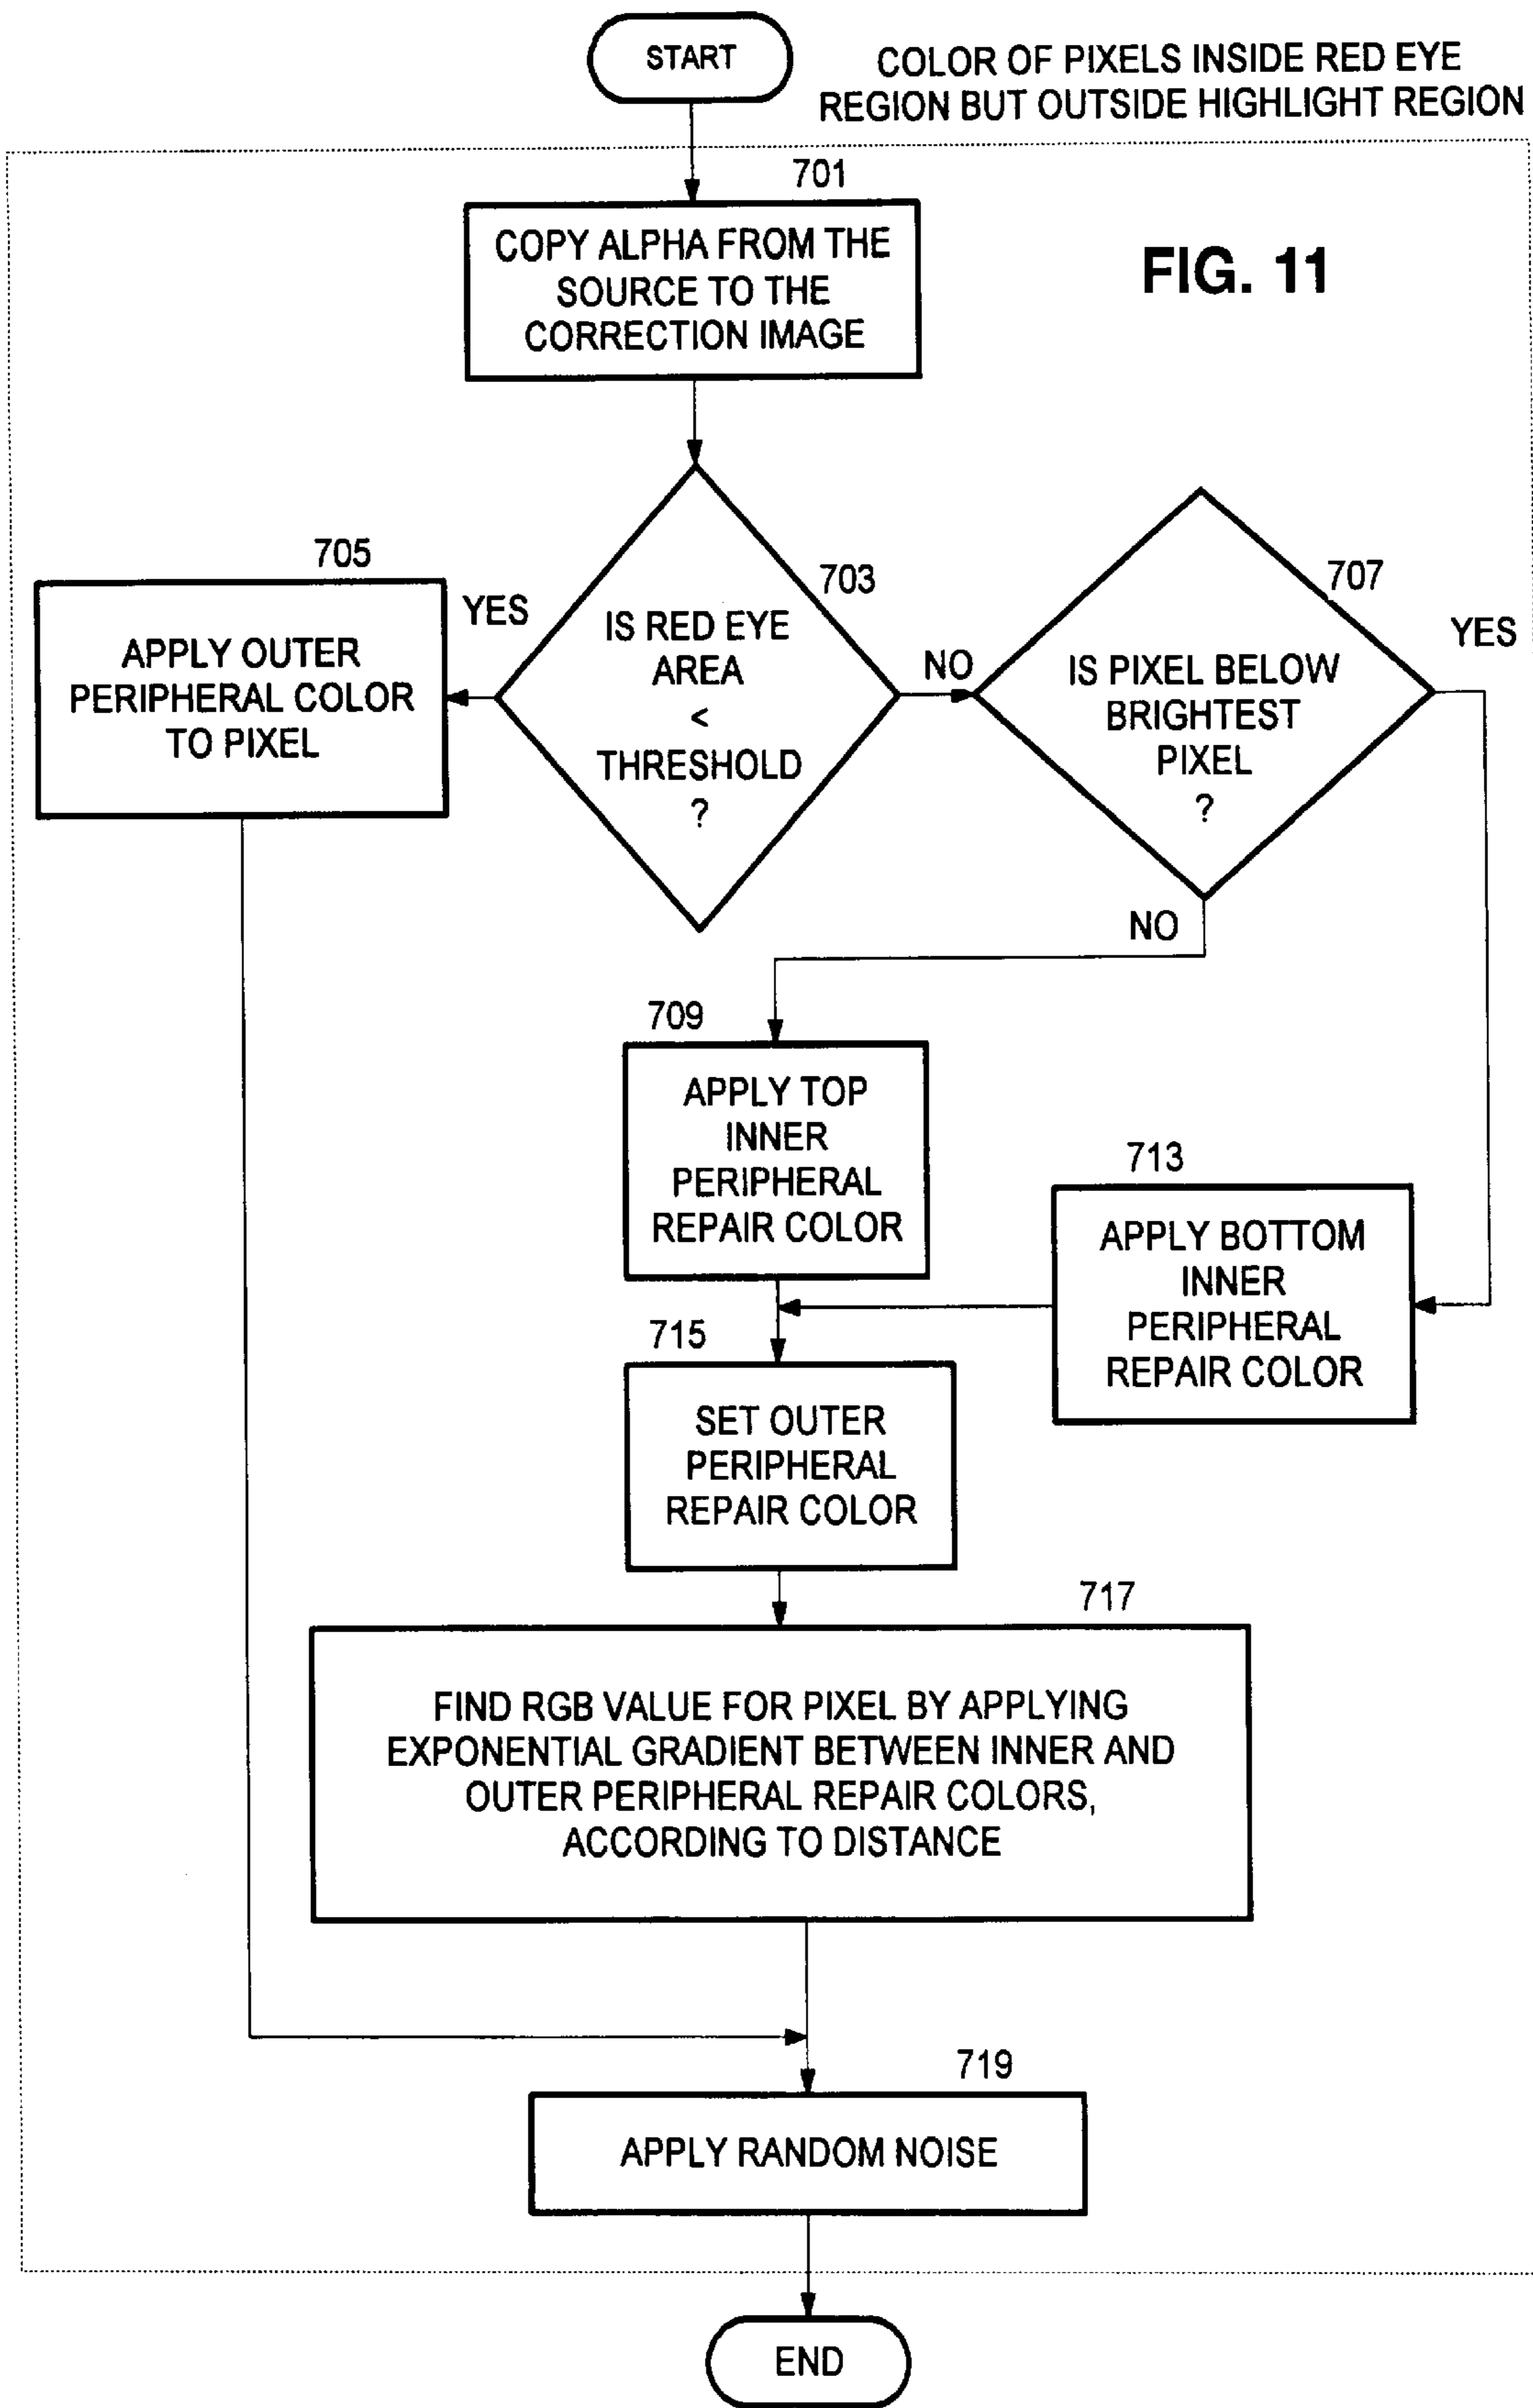 START
COLOR OF PIXELS INSIDE RED EYE
REGION BUT OUTSIDE HIGHLIGHT REGION
701
COPY ALPHA FROM THE
SOURCE TO THE
CORRECTION IMAGE
FIG. 11
705
YES
APPLY OUTER
PERIPHERAL COLOR
TO PIXEL
703
IS RED EYE
AREA
<
THRESHOLD
?
NO
707
IS PIXEL BELOW
BRIGHTEST
PIXEL
?
YES
NO
709
APPLY TOP
INNER
PERIPHERAL
REPAIR COLOR
713
APPLY BOTTOM
INNER
PERIPHERAL
REPAIR COLOR
715
SET OUTER
PERIPHERAL
REPAIR COLOR
717
FIND RGB VALUE FOR PIXEL BY APPLYING
EXPONENTIAL GRADIENT BETWEEN INNER AND
OUTER PERIPHERAL REPAIR COLORS,
ACCORDING TO DISTANCE
719
APPLY RANDOM NOISE
END